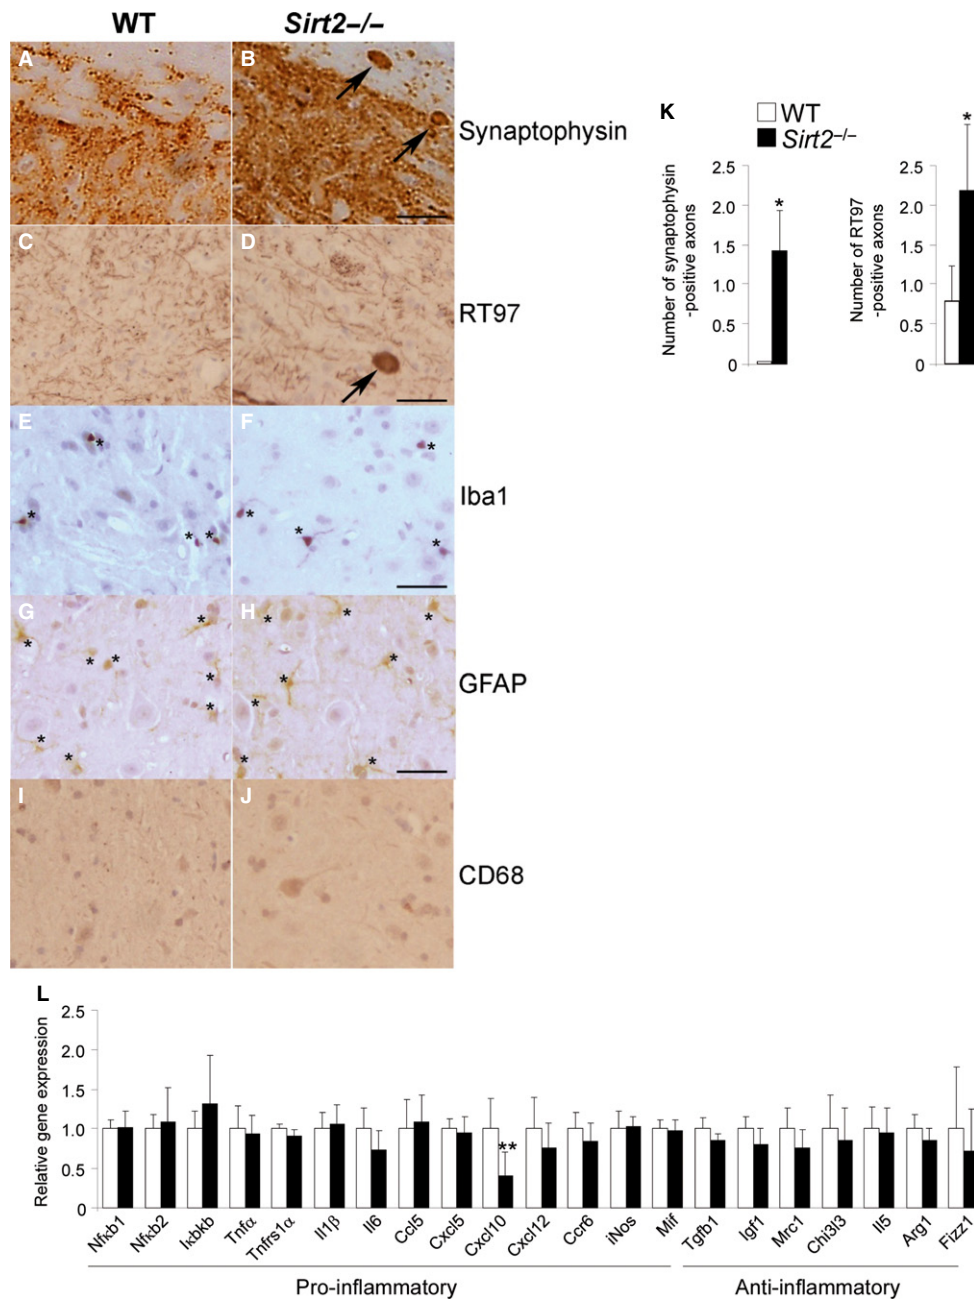 WT Sirt2–/–
A B
Synaptophysin
C D
RT97
E F
* * * *
* * * *
Iba1
G H
* * * * * * * *
* * * * * * * *
GFAP
I J
CD68
K
WT
Sirt2–/–
Number of synaptophysin
-positive axons
2.5
2.0
1.5
1.0
0.5
0
*
Number of RT97
-positive axons
2.5
2.0
1.5
1.0
0.5
0
*
L
Relative gene expression
2.5
2.0
1.5
1.0
0.5
0
**
Nfκb1 Nfκb2 Iκbkb Tnfα Tnfrs1α Il1β Il6 Ccl5 Cxcl5 Cxcl10 Cxcl12 Ccr6 iNos Mif Tgfb1 Igf1 Mrc1 Chi3l3 Il5 Arg1 Fizz1
Pro-inflammatory Anti-inflammatory